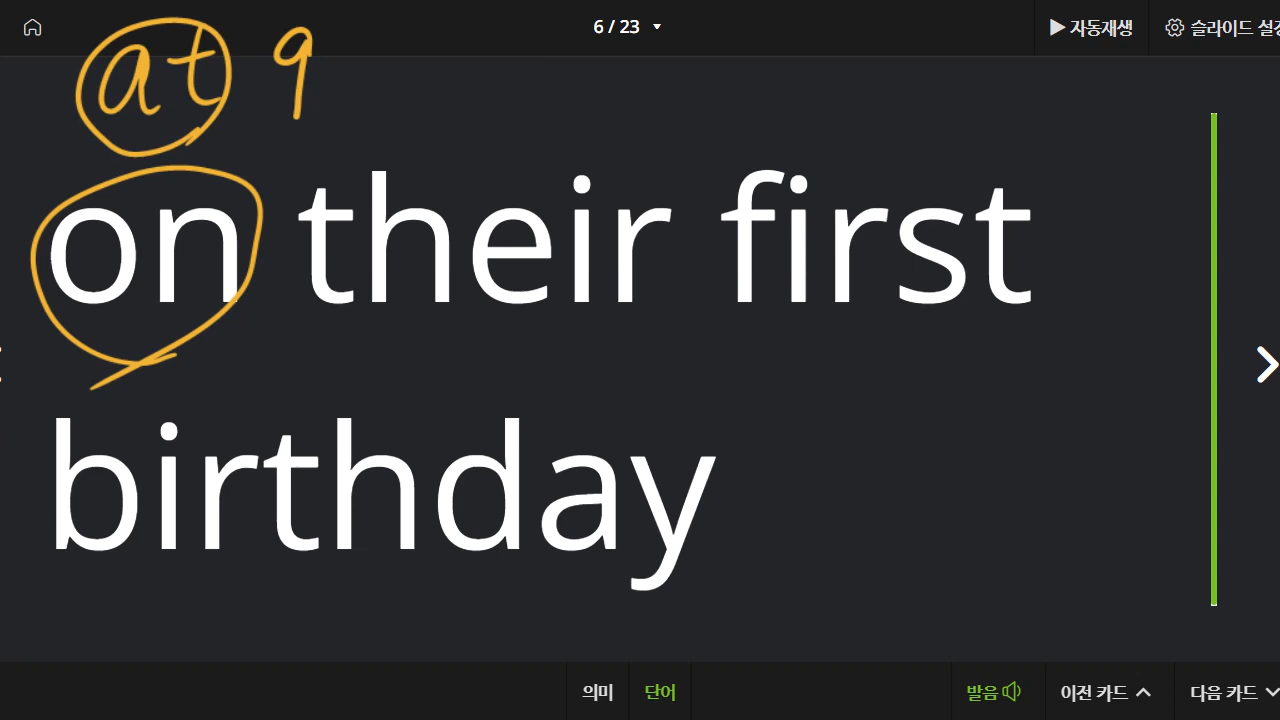 6 / 23
자동재생
슬라이드 설정
at 9
on their first
birthday
의미
단어
발음
이전 카드
다음 카드